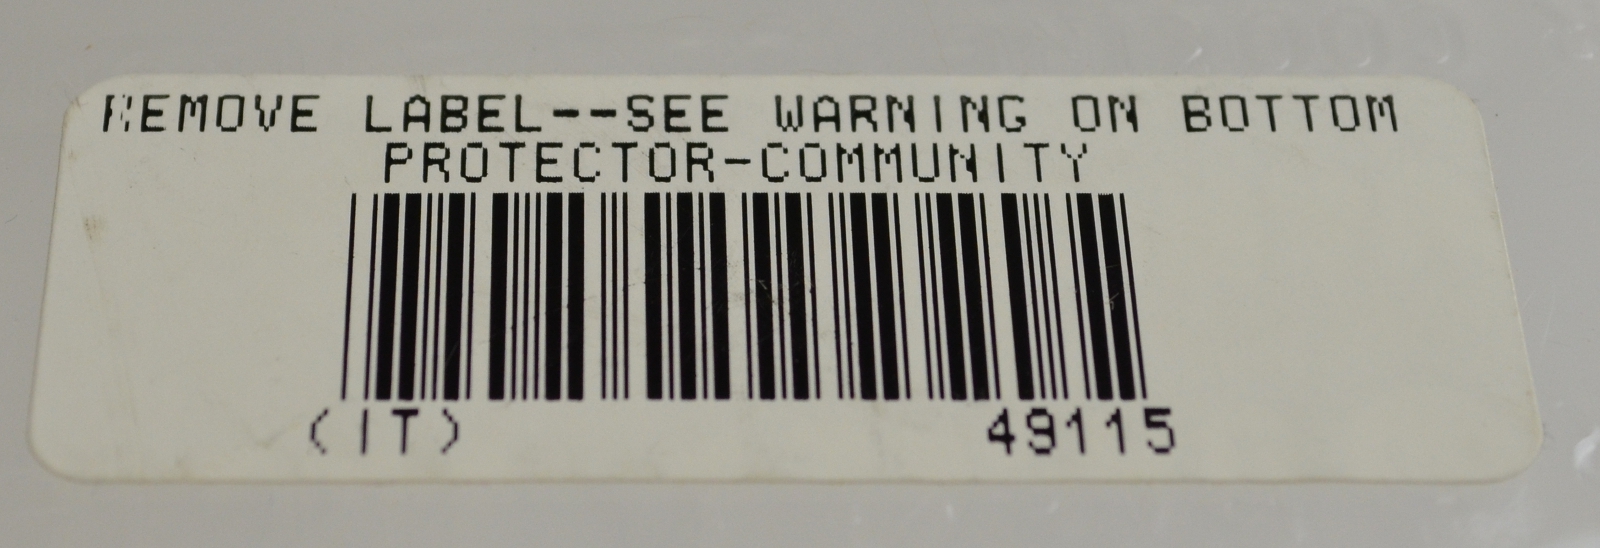 REMOVE LABEL--SEE WARNING ON BOTTOM
PROTECTOR-COMMUNITY
(IT) 49115